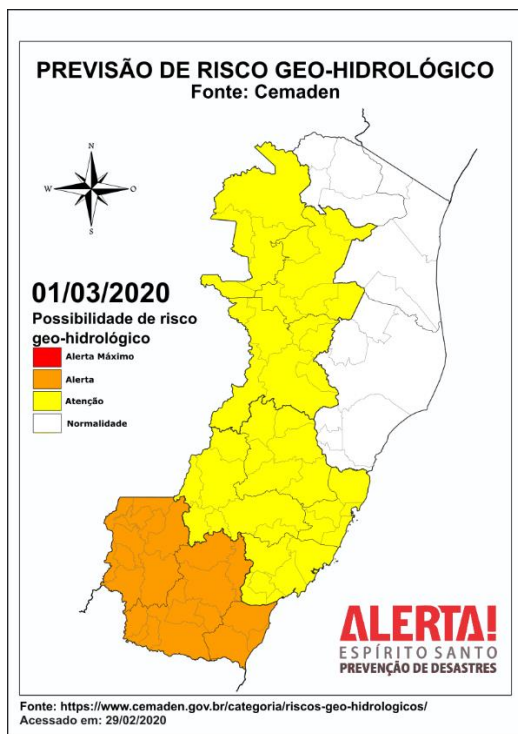 PREVISÃO DE RISCO GEO-HIDROLÓGICO
Fonte: Cemaden
N
W
O
S
01/03/2020
Possibilidade de risco
geo-hidrológico
Alerta Máximo
Alerta
Atenção
Normalidade
ALERTA!
ESPÍRITO SANTO
PREVENÇÃO DE DESASTRES
Fonte: https://www.cemaden.gov.br/categoria/riscos-geo-hidrologicos/
Acessado em: 29/02/2020